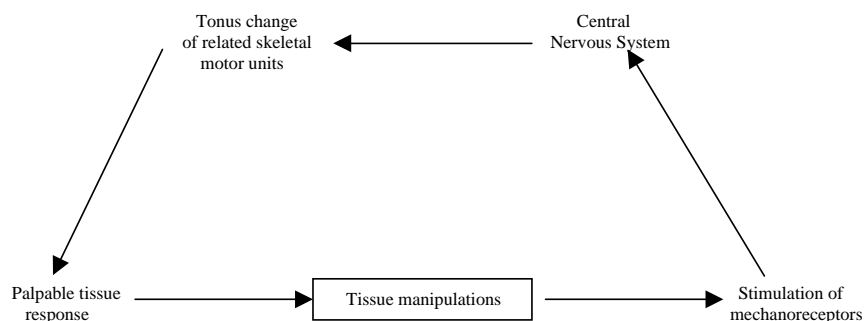 Tonus change
of related skeletal
motor units
Central
Nervous System
Palpable tissue
response
Tissue manipulations
Stimulation of
mechanoreceptors